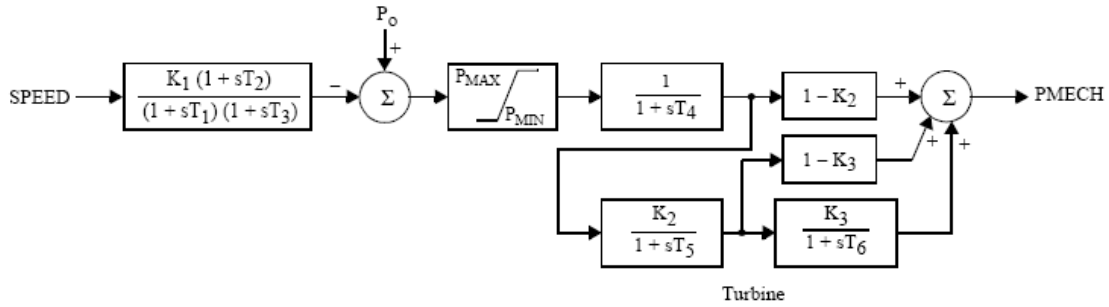 P₀
+
SPEED
K₁ (1 + sT₂)
(1 + sT₁) (1 + sT₃)
−
Σ
P_MAX
P_MIN
1
1 + sT₄
1 − K₂
+
Σ
PMECH
1 − K₃
+
+
K₂
1 + sT₅
K₃
1 + sT₆
Turbine